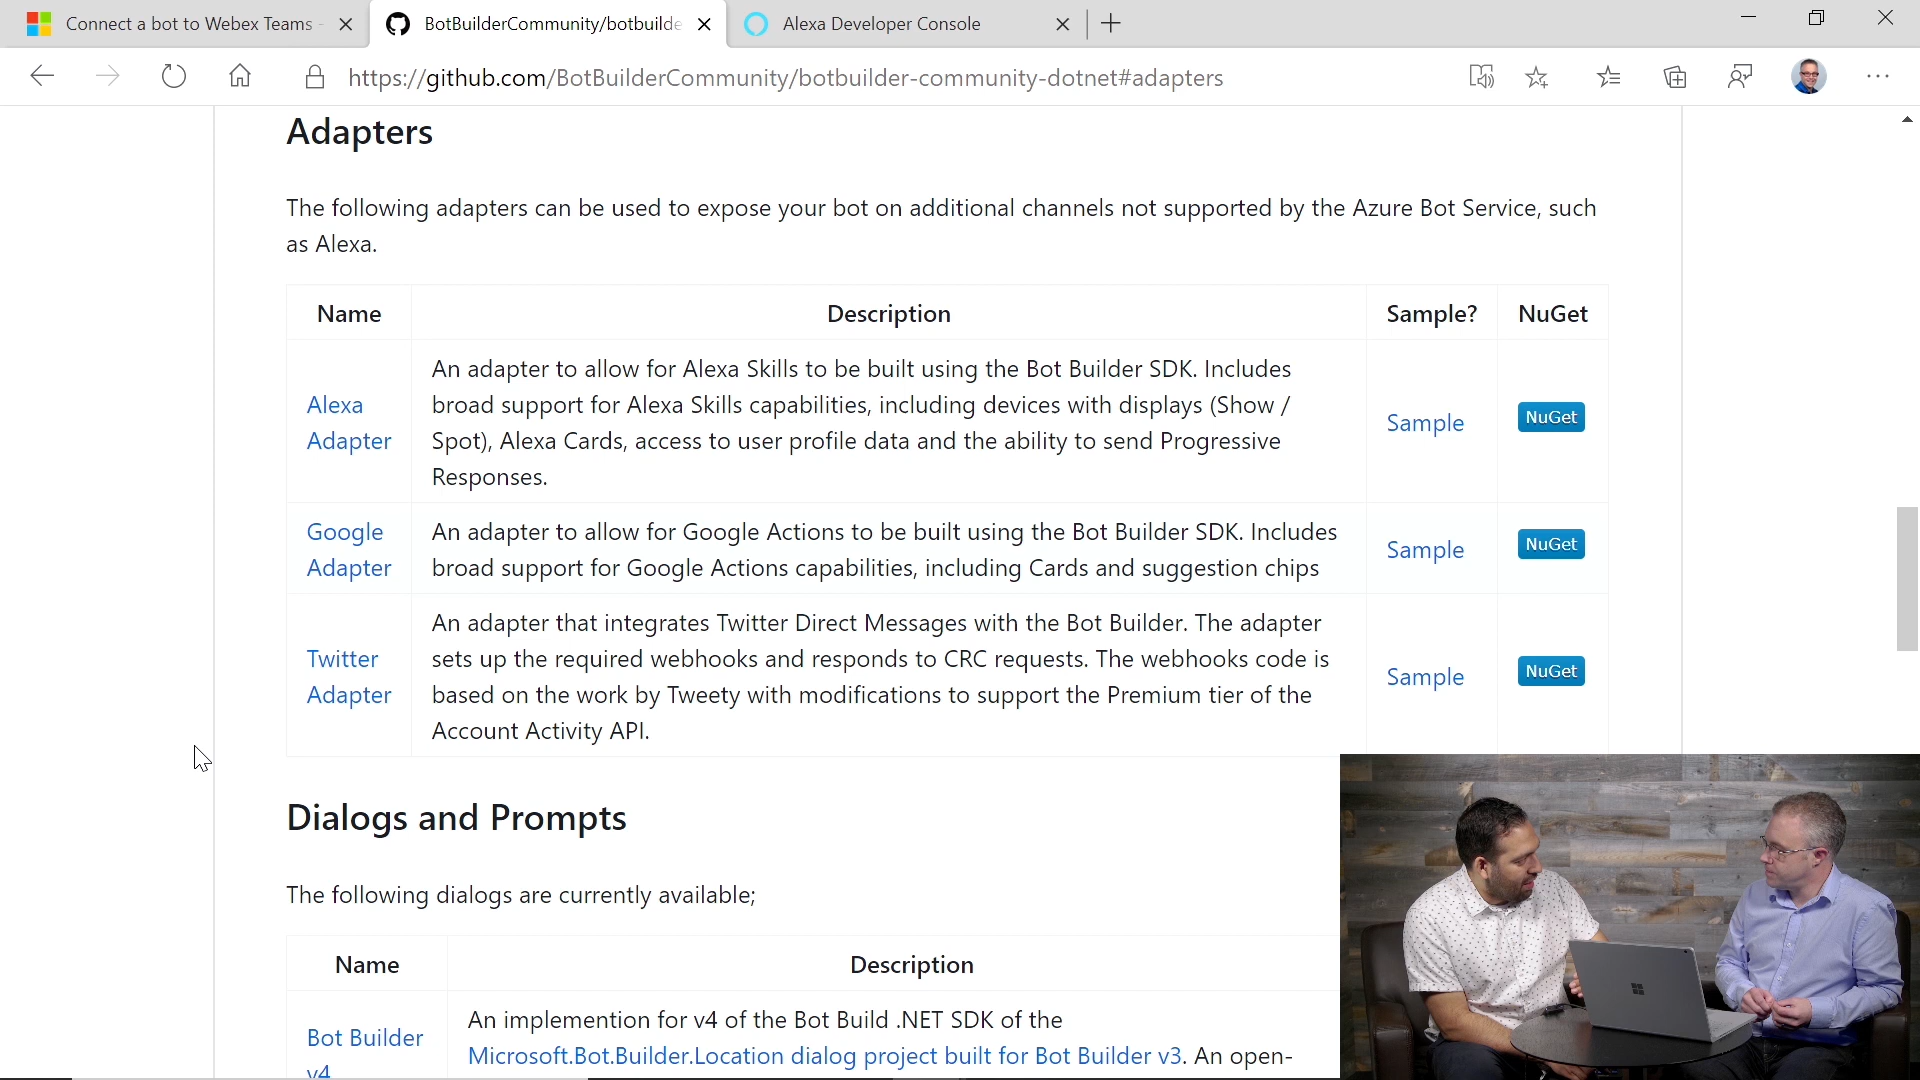 Connect a bot to Webex Teams -
BotBuilderCommunity/botbuilde
Alexa Developer Console
https://github.com/BotBuilderCommunity/botbuilder-community-dotnet#adapters
Adapters
The following adapters can be used to expose your bot on additional channels not supported by the Azure Bot Service, such
as Alexa.
Name Description Sample? NuGet
Alexa
Adapter
An adapter to allow for Alexa Skills to be built using the Bot Builder SDK. Includes
broad support for Alexa Skills capabilities, including devices with displays (Show /
Spot), Alexa Cards, access to user profile data and the ability to send Progressive
Responses.
Sample
NuGet
Google
Adapter
An adapter to allow for Google Actions to be built using the Bot Builder SDK. Includes
broad support for Google Actions capabilities, including Cards and suggestion chips
Sample
NuGet
Twitter
Adapter
An adapter that integrates Twitter Direct Messages with the Bot Builder. The adapter
sets up the required webhooks and responds to CRC requests. The webhooks code is
based on the work by Tweety with modifications to support the Premium tier of the
Account Activity API.
Sample
NuGet
Dialogs and Prompts
The following dialogs are currently available;
Name Description
Bot Builder
v4
An implemention for v4 of the Bot Build .NET SDK of the
Microsoft.Bot.Builder.Location dialog project built for Bot Builder v3. An open-